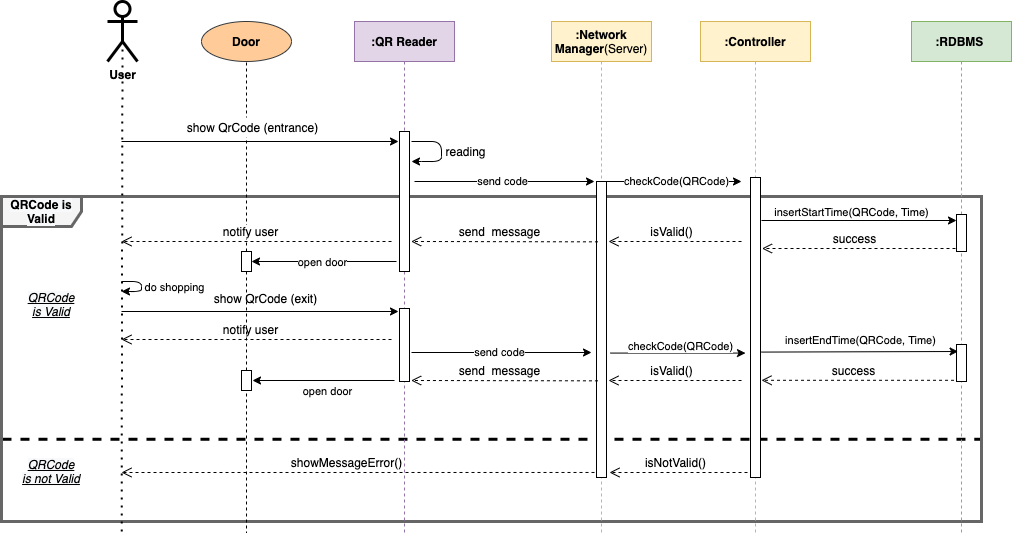 User
Door
:QR Reader
:Network
Manager(Server)
:Controller
:RDBMS
show QrCode (entrance)
reading
send code
checkCode(QRCode)
QRCode is
Valid
insertStartTime(QRCode, Time)
notify user
send  message
isValid()
success
open door
do shopping
QRCode
is Valid
show QrCode (exit)
notify user
send code
checkCode(QRCode)
insertEndTime(QRCode, Time)
send  message
isValid()
success
open door
QRCode
is not Valid
showMessageError()
isNotValid()